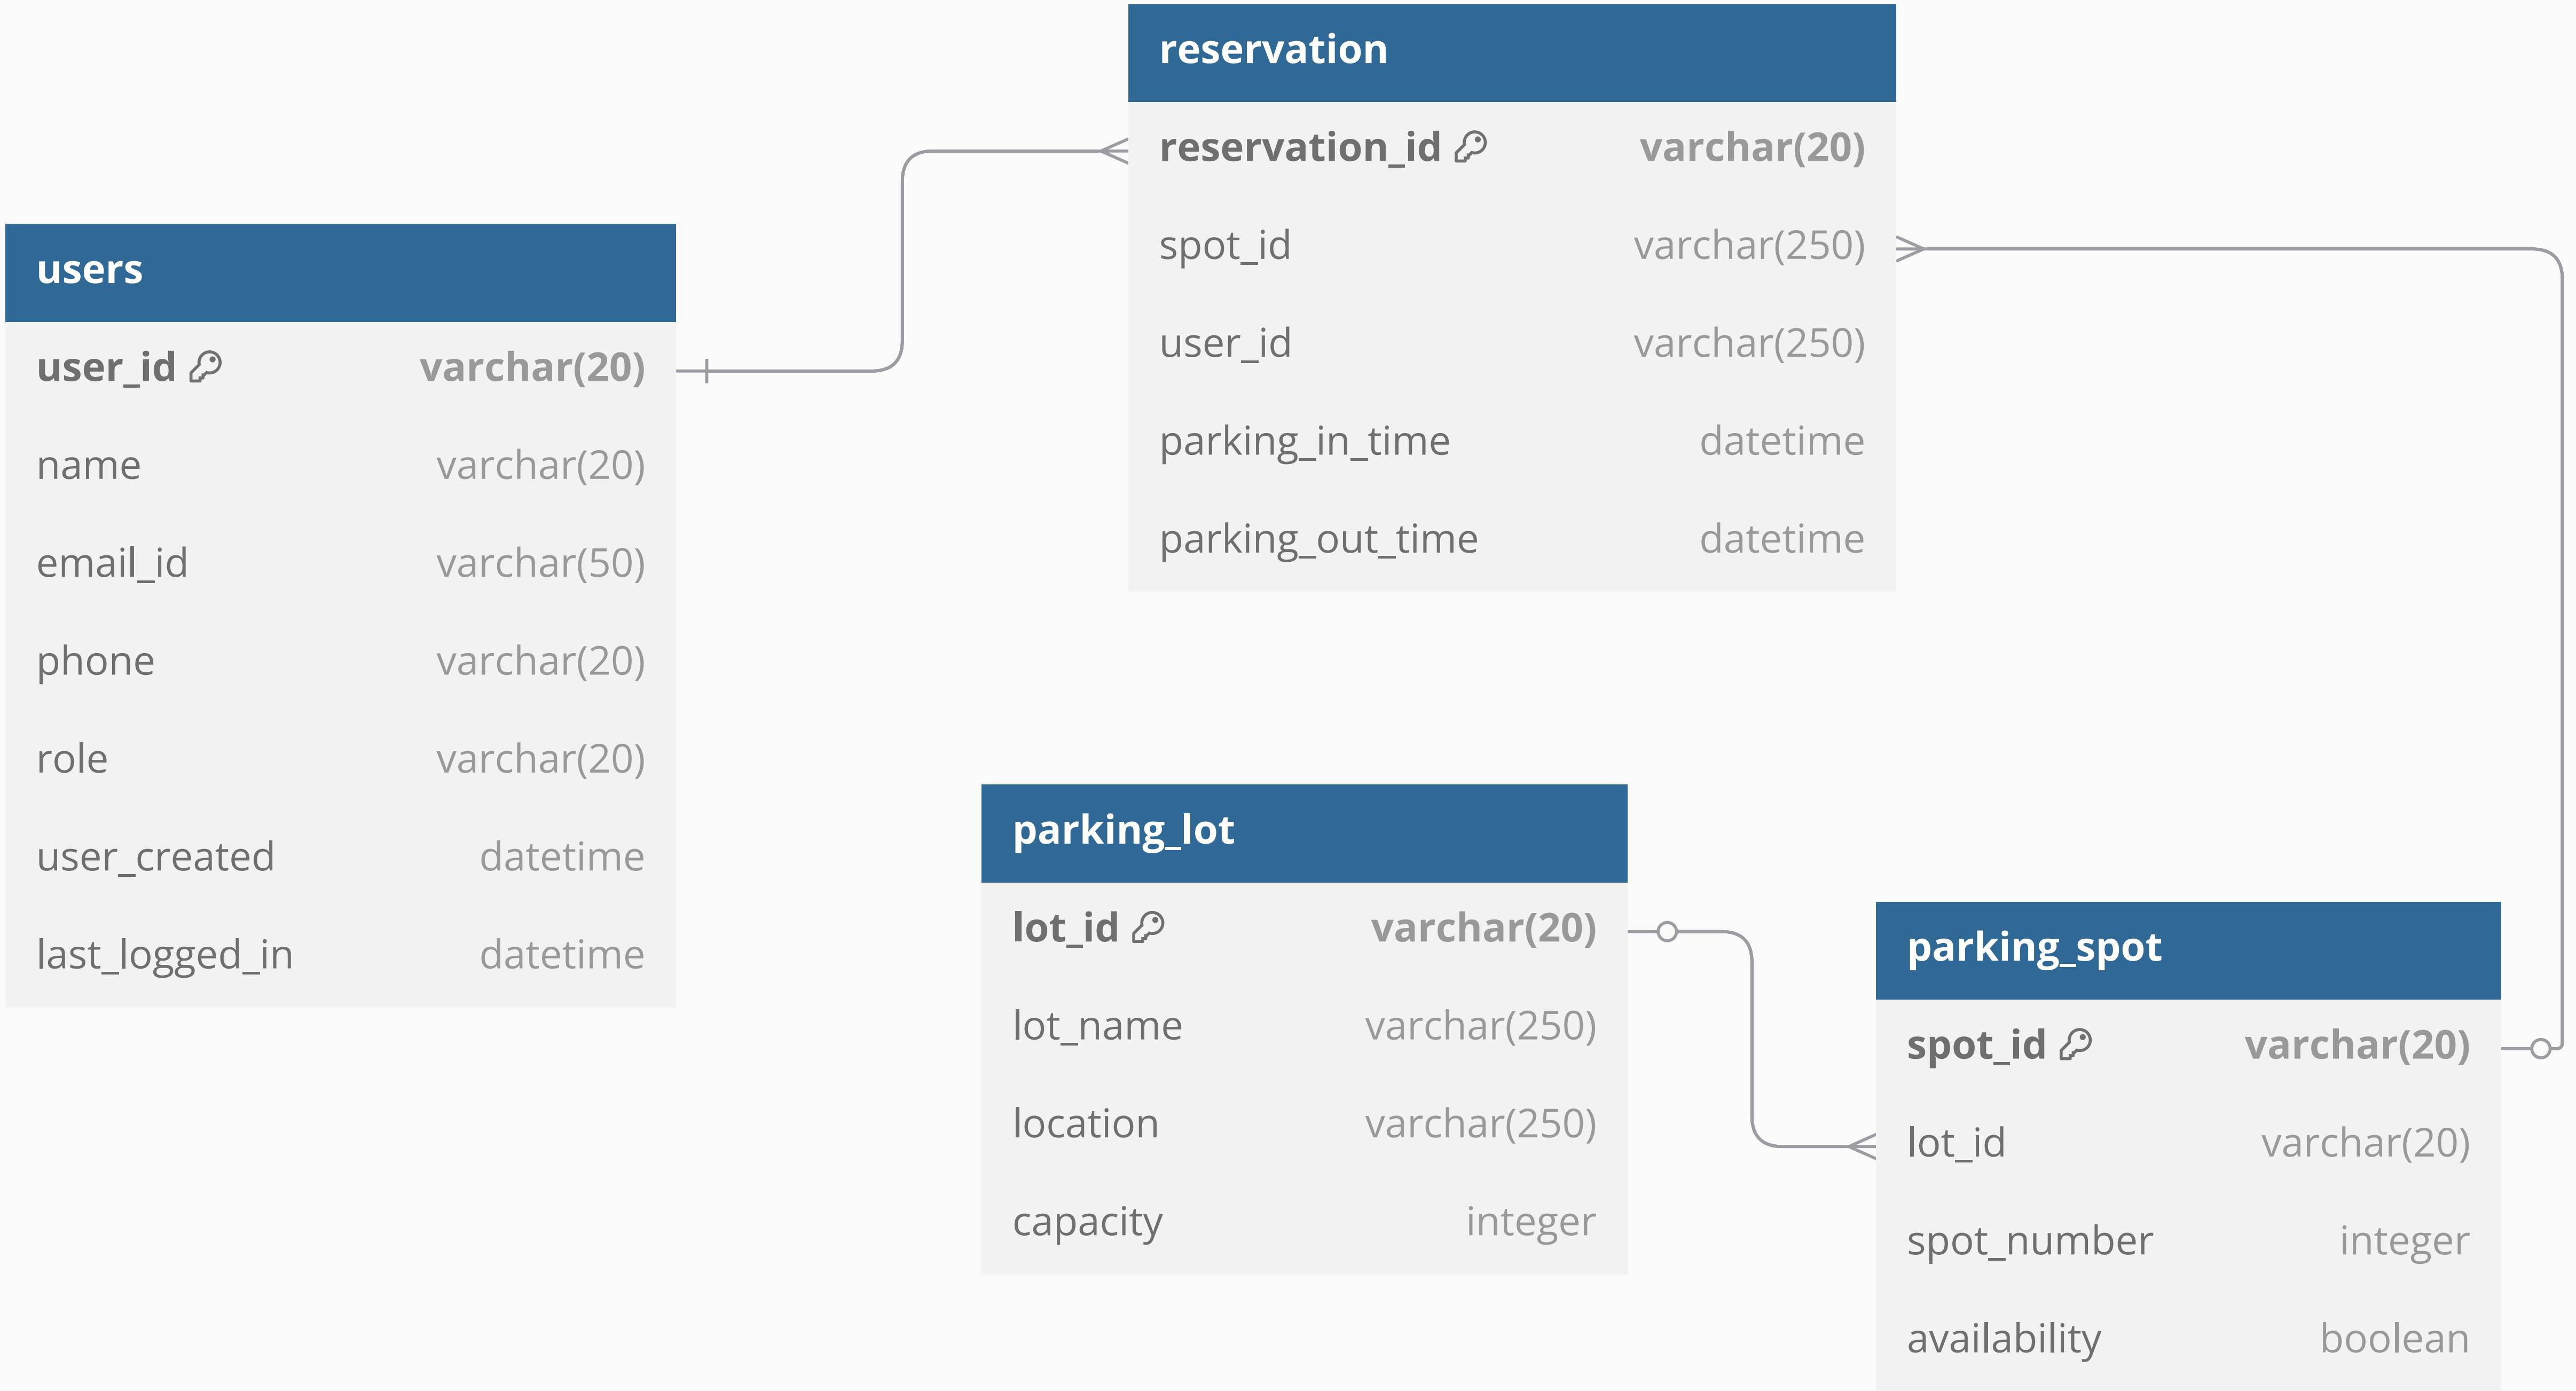 users
user_id varchar(20)
name varchar(20)
email_id varchar(50)
phone varchar(20)
role varchar(20)
user_created datetime
last_logged_in datetime
reservation
reservation_id varchar(20)
spot_id varchar(250)
user_id varchar(250)
parking_in_time datetime
parking_out_time datetime
parking_lot
lot_id varchar(20)
lot_name varchar(250)
location varchar(250)
capacity integer
parking_spot
spot_id varchar(20)
lot_id varchar(20)
spot_number integer
availability boolean